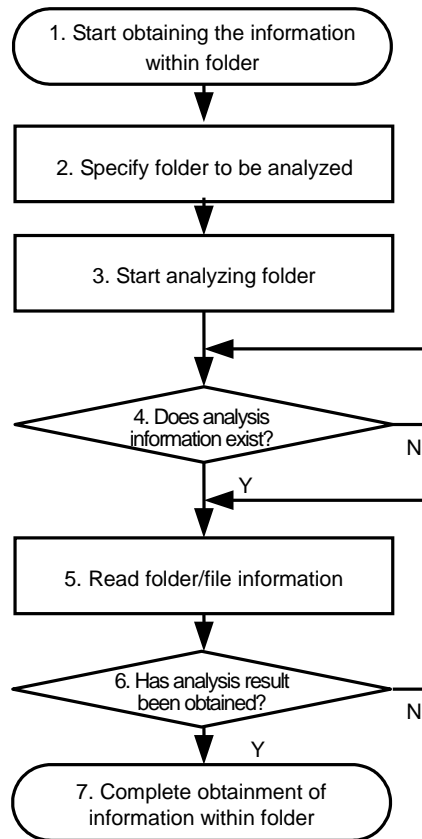 1. Start obtaining the information
within folder
2. Specify folder to be analyzed
3. Start analyzing folder
4. Does analysis
information exist?
N
Y
5. Read folder/file information
6. Has analysis result
been obtained?
N
Y
7. Complete obtainment of
information within folder